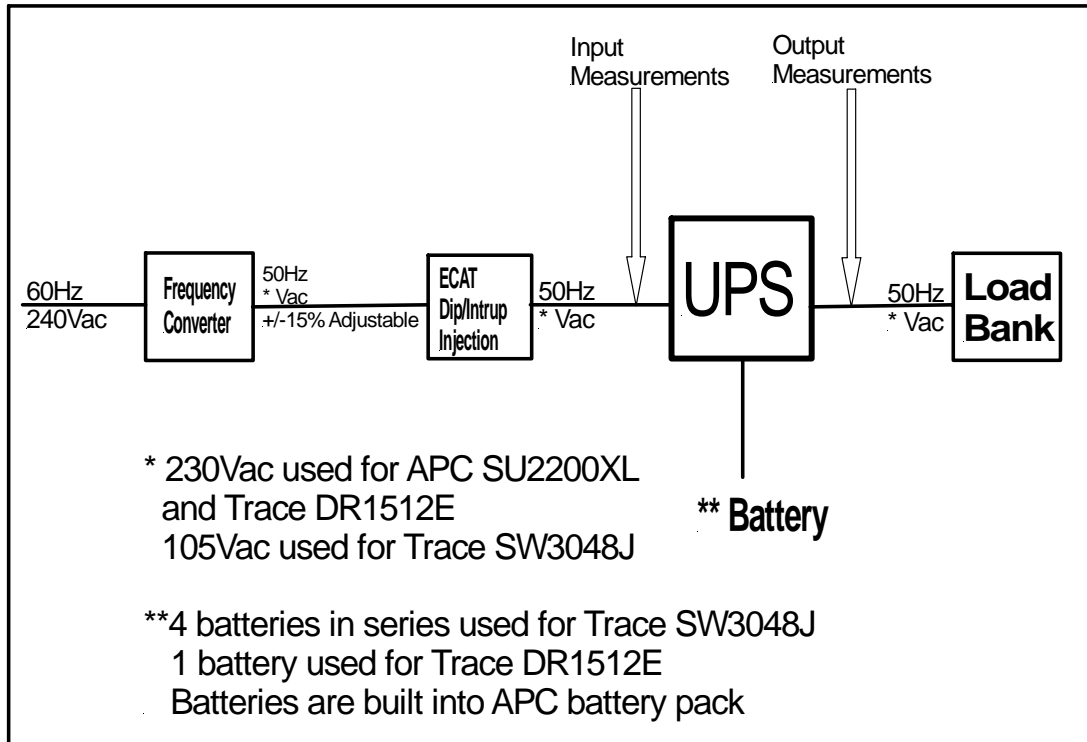 Input
Measurements
Output
Measurements
60Hz
240Vac
Frequency
Converter
50Hz
* Vac
+/-15% Adjustable
ECAT
Dip/Intrup
Injection
50Hz
* Vac
UPS
50Hz
* Vac
Load
Bank
** Battery
* 230Vac used for APC SU2200XL
and Trace DR1512E
105Vac used for Trace SW3048J
**4 batteries in series used for Trace SW3048J
1 battery used for Trace DR1512E
Batteries are built into APC battery pack